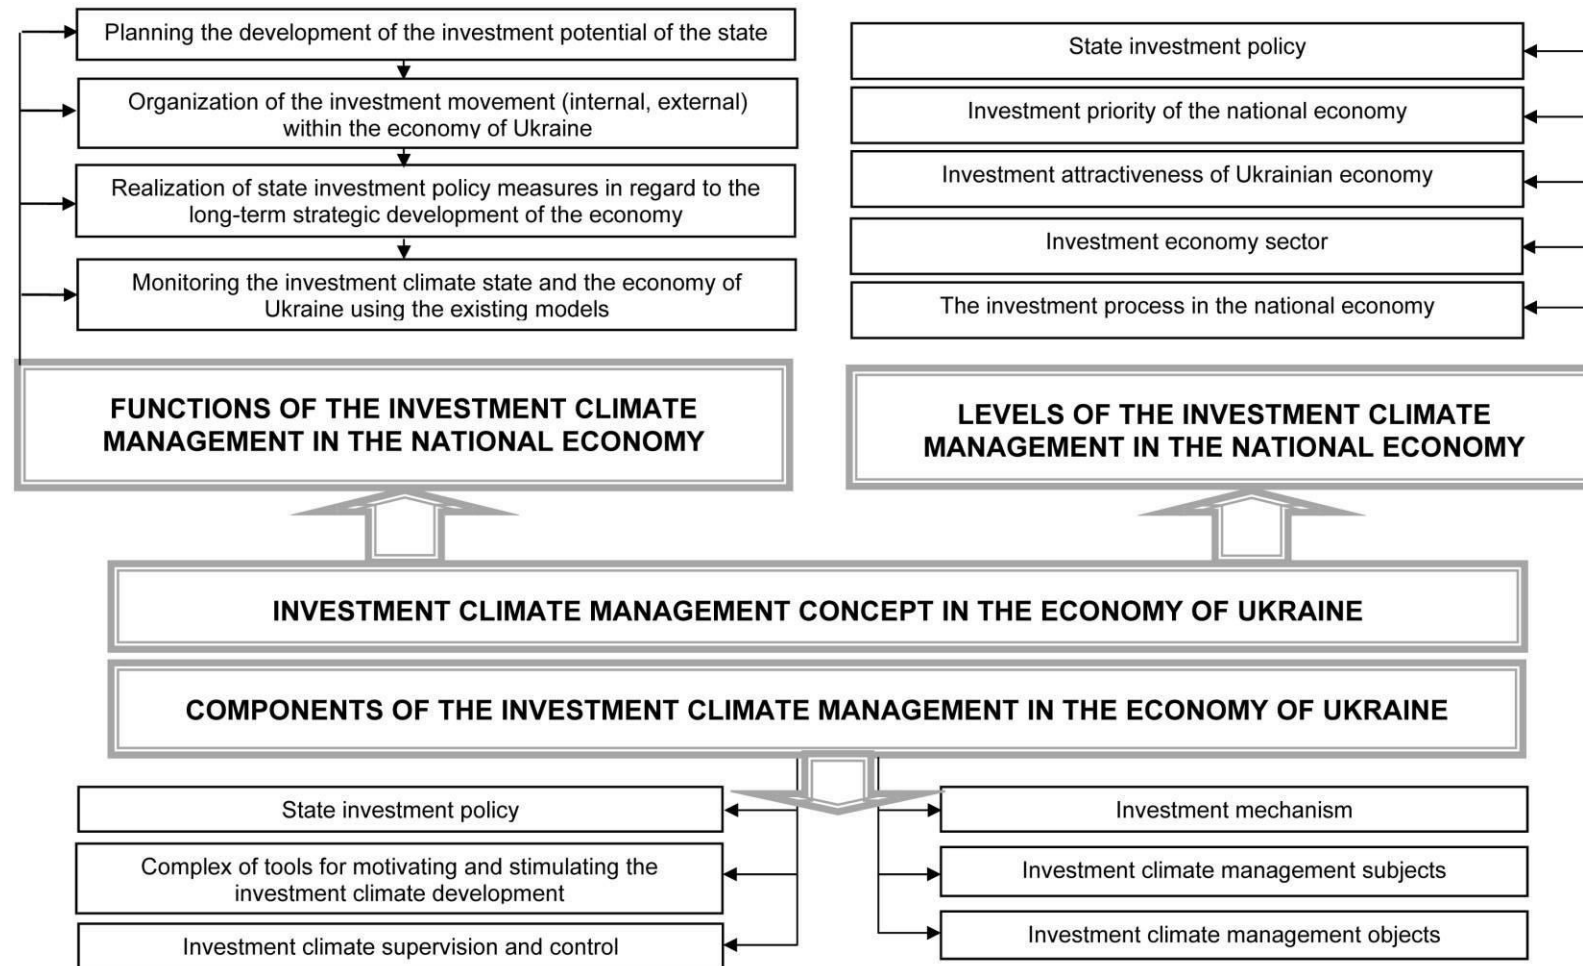 Planning the development of the investment potential of the state
Organization of the investment movement (internal, external)
within the economy of Ukraine
Realization of state investment policy measures in regard to the
long-term strategic development of the economy
Monitoring the investment climate state and the economy of
Ukraine using the existing models
FUNCTIONS OF THE INVESTMENT CLIMATE
MANAGEMENT IN THE NATIONAL ECONOMY
State investment policy
Investment priority of the national economy
Investment attractiveness of Ukrainian economy
Investment economy sector
The investment process in the national economy
LEVELS OF THE INVESTMENT CLIMATE
MANAGEMENT IN THE NATIONAL ECONOMY
INVESTMENT CLIMATE MANAGEMENT CONCEPT IN THE ECONOMY OF UKRAINE
COMPONENTS OF THE INVESTMENT CLIMATE MANAGEMENT IN THE ECONOMY OF UKRAINE
State investment policy
Complex of tools for motivating and stimulating the
investment climate development
Investment climate supervision and control
Investment mechanism
Investment climate management subjects
Investment climate management objects